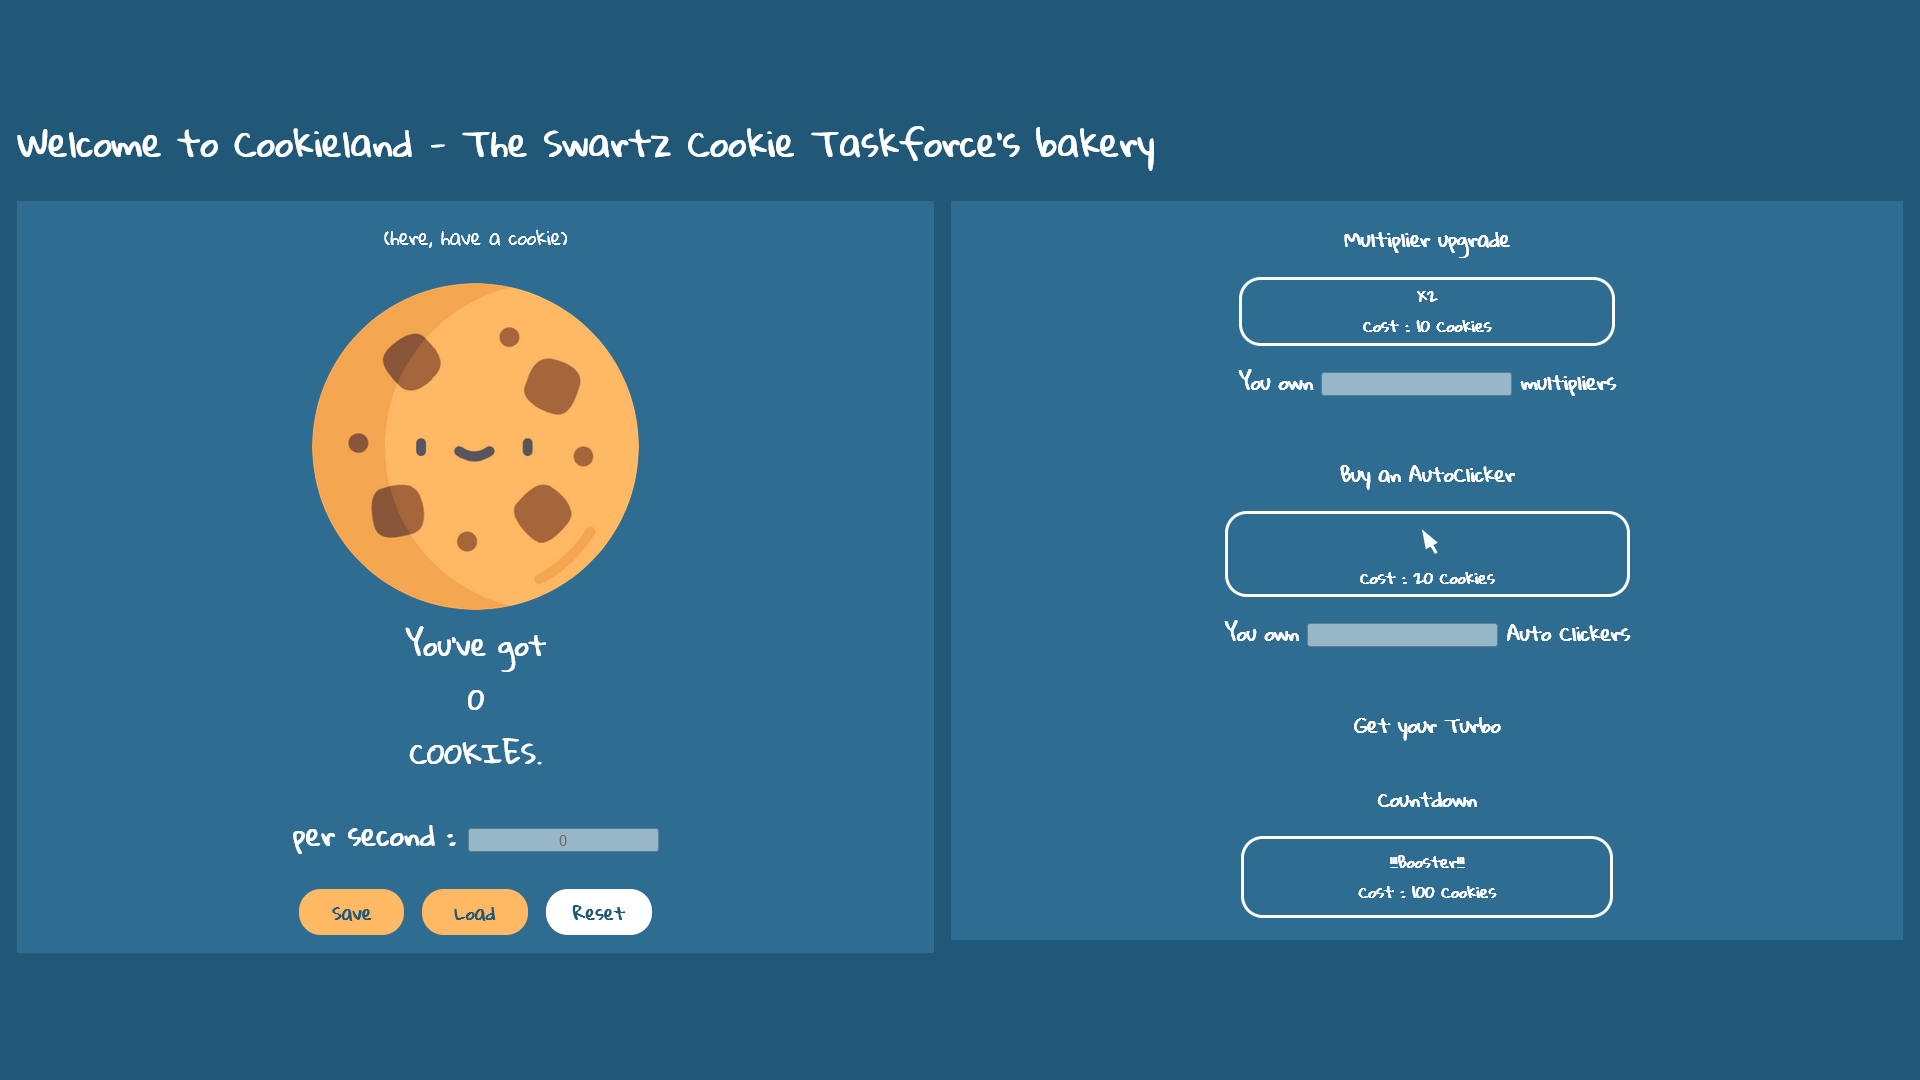 Welcome to Cookieland - The Swartz Cookie Taskforce's bakery
(here, have a cookie)
You've got
0
COOKIES.
per second : 0
Save Load Reset
Multiplier upgrade
X2
Cost : 10 Cookies
You own multipliers
Buy an AutoClicker
Cost : 20 Cookies
You own Auto Clickers
Get your Turbo
Countdown
!!!Booster!!!
Cost : 100 Cookies